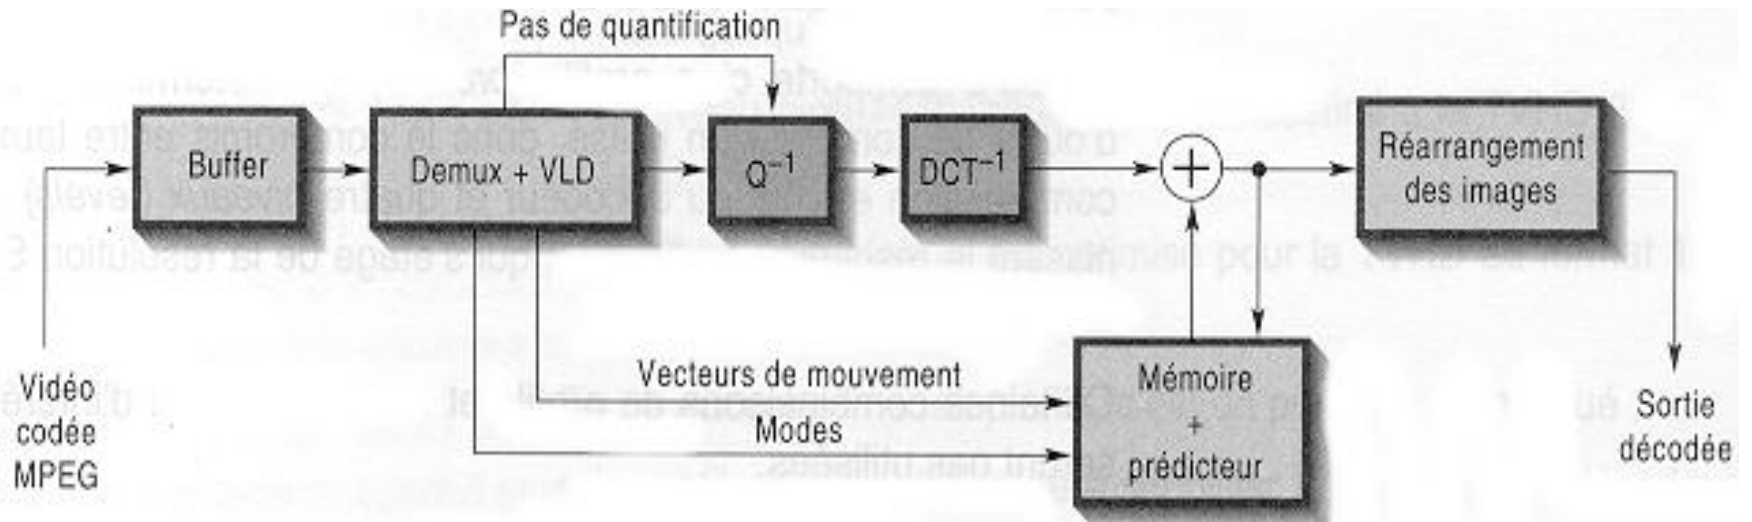 Pas de quantification
Buffer
Demux + VLD
Q⁻¹
DCT⁻¹
+
Réarrangement
des images
Vidéo
codée
MPEG
Vecteurs de mouvement
Modes
Mémoire
+
prédicteur
Sortie
décodée